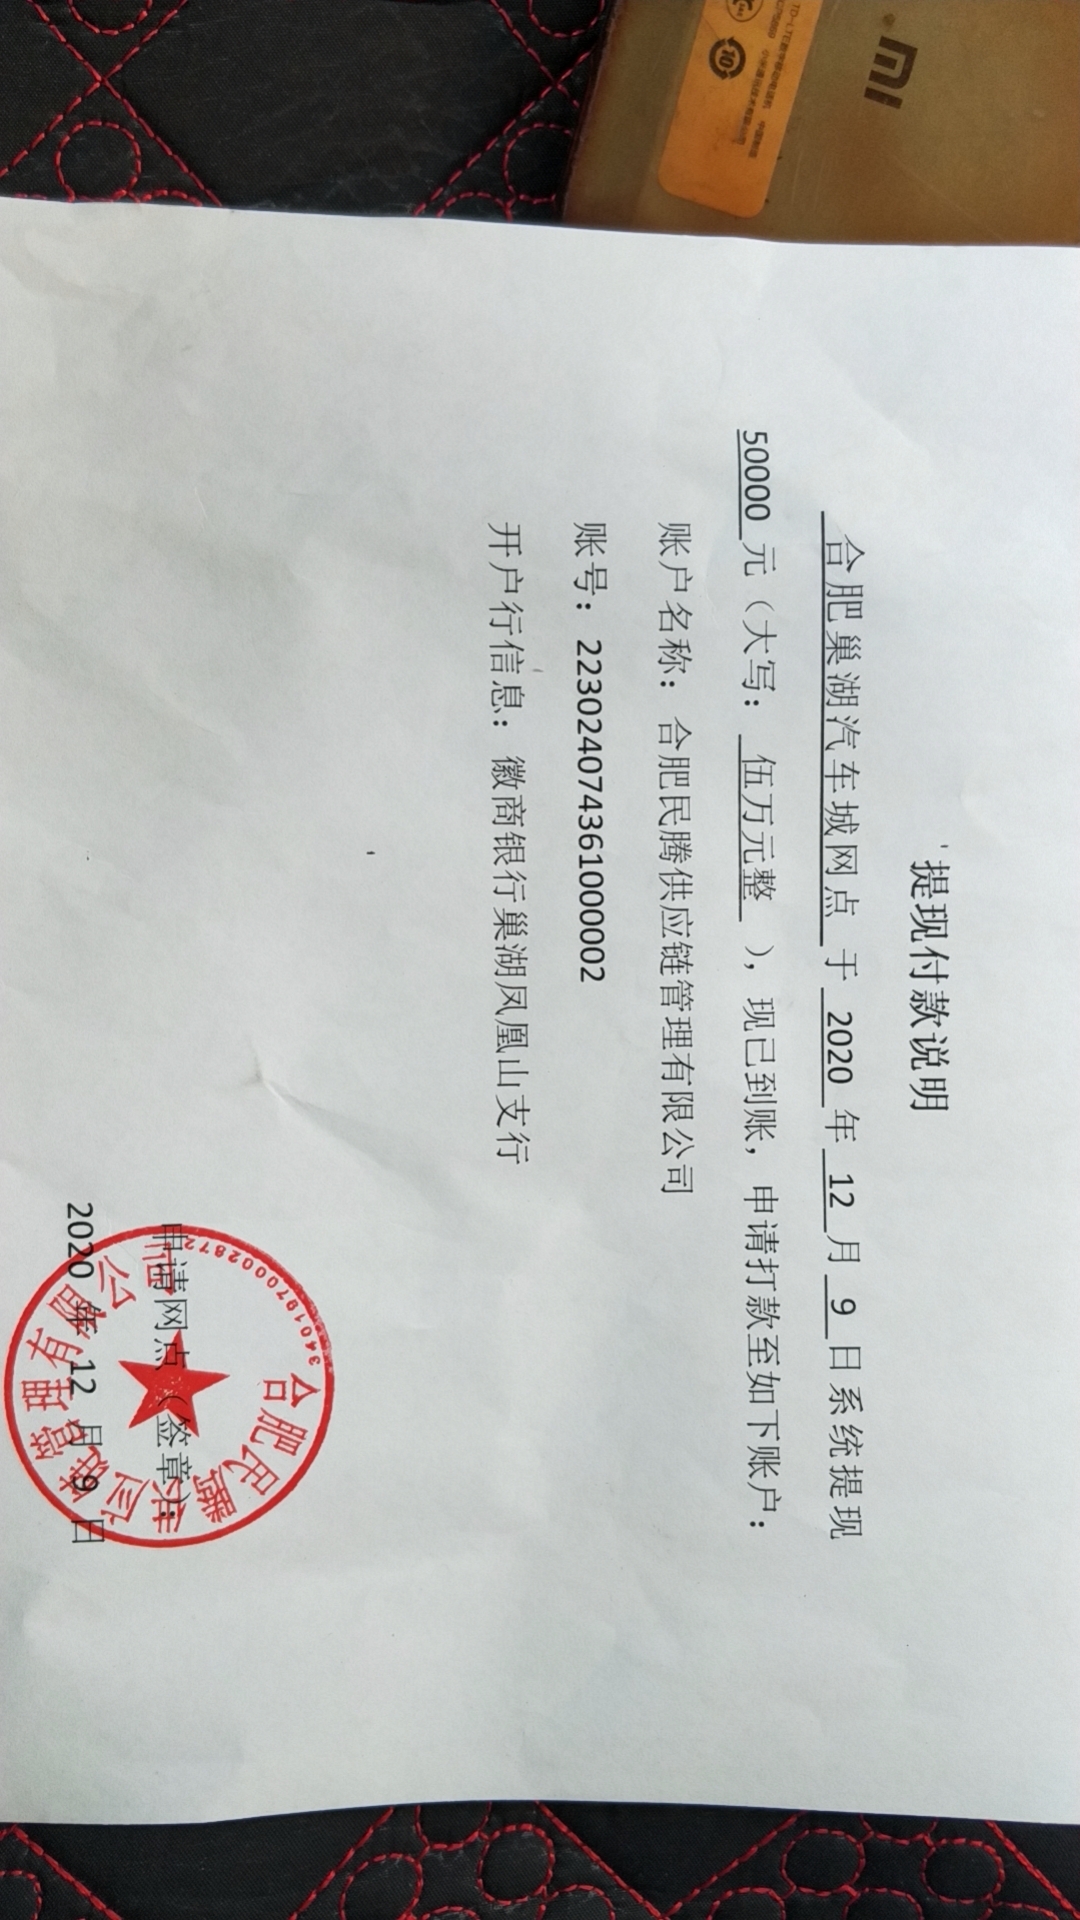 提现付款说明
合肥巢湖汽车城网点 于 2020 年 12 月 9 日系统提现
50000 元（大写： 伍万元整 ），现已到账，申请打款至如下账户：
账户名称：合肥民腾供应链管理有限公司
账号：2230240743610000002
开户行信息：徽商银行巢湖凤凰山支行
申请网点（签章）：
2020 年 12 月 9 日
合肥民腾供应链管理有限公司
3401970002872
MI
10